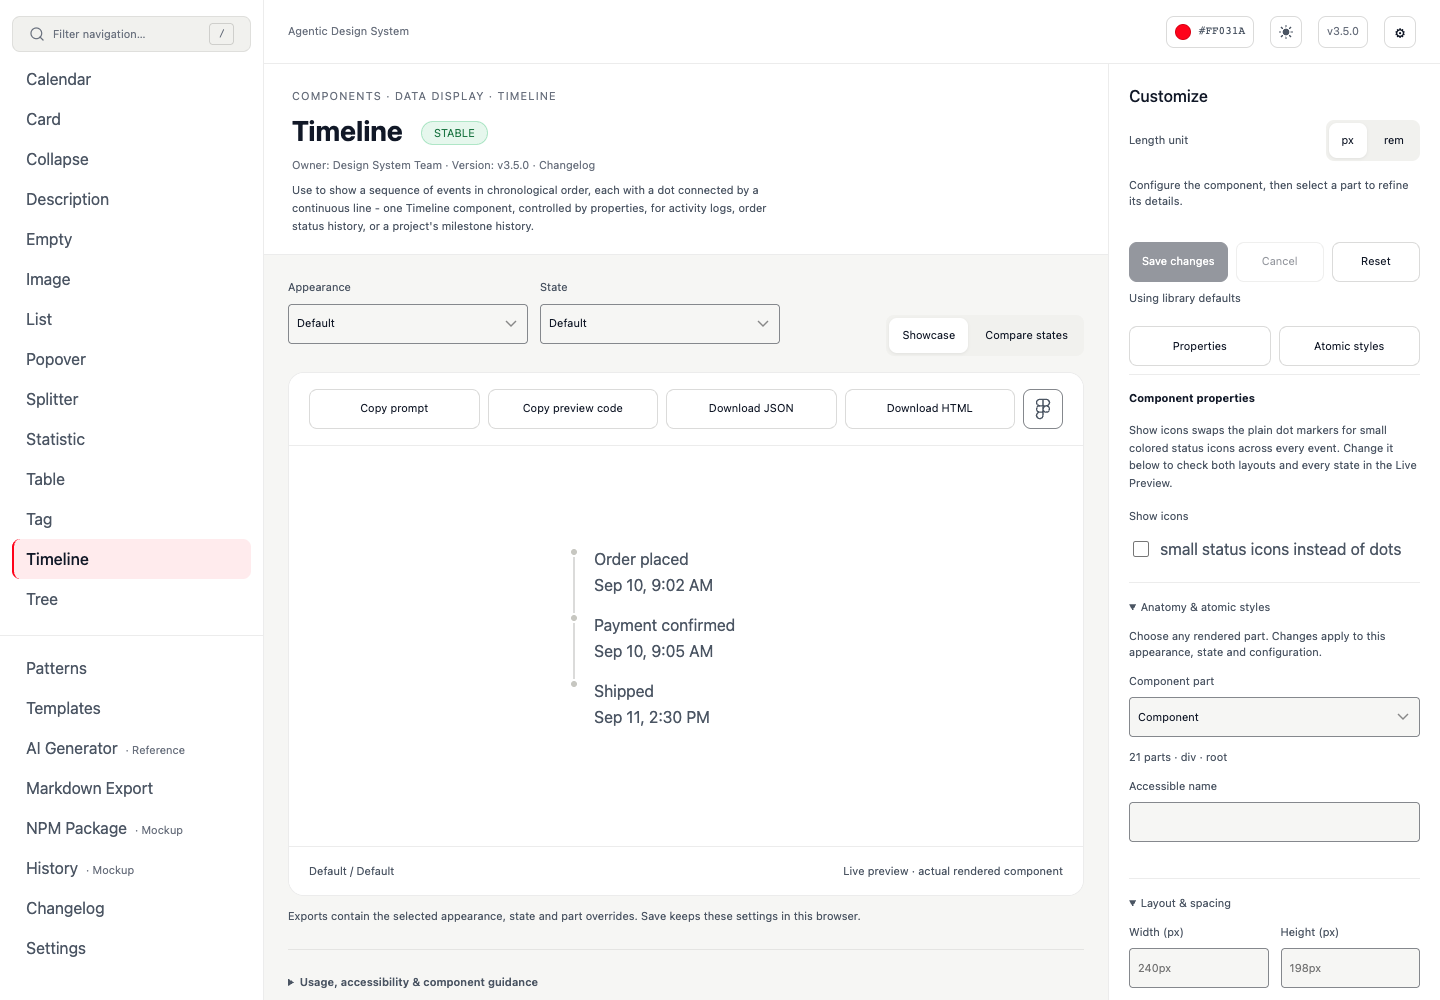 Filter navigation...
/
Calendar
Card
Collapse
Description
Empty
Image
List
Popover
Splitter
Statistic
Table
Tag
Timeline
Tree
Patterns
Templates
AI Generator · Reference
Markdown Export
NPM Package · Mockup
History · Mockup
Changelog
Settings
Agentic Design System
#FF031A
v3.5.0
COMPONENTS · DATA DISPLAY · TIMELINE
Timeline
STABLE
Owner: Design System Team · Version: v3.5.0 · Changelog
Use to show a sequence of events in chronological order, each with a dot connected by a
continuous line - one Timeline component, controlled by properties, for activity logs, order
status history, or a project's milestone history.
Appearance
State
Default
Default
Showcase
Compare states
Copy prompt
Copy preview code
Download JSON
Download HTML
Order placed
Sep 10, 9:02 AM
Payment confirmed
Sep 10, 9:05 AM
Shipped
Sep 11, 2:30 PM
Default / Default
Live preview · actual rendered component
Exports contain the selected appearance, state and part overrides. Save keeps these settings in this browser.
Usage, accessibility & component guidance
Customize
Length unit
px
rem
Configure the component, then select a part to refine
its details.
Save changes
Cancel
Reset
Using library defaults
Properties
Atomic styles
Component properties
Show icons swaps the plain dot markers for small
colored status icons across every event. Change it
below to check both layouts and every state in the Live
Preview.
Show icons
small status icons instead of dots
Anatomy & atomic styles
Choose any rendered part. Changes apply to this
appearance, state and configuration.
Component part
Component
21 parts · div · root
Accessible name
Layout & spacing
Width (px)
Height (px)
240px
198px